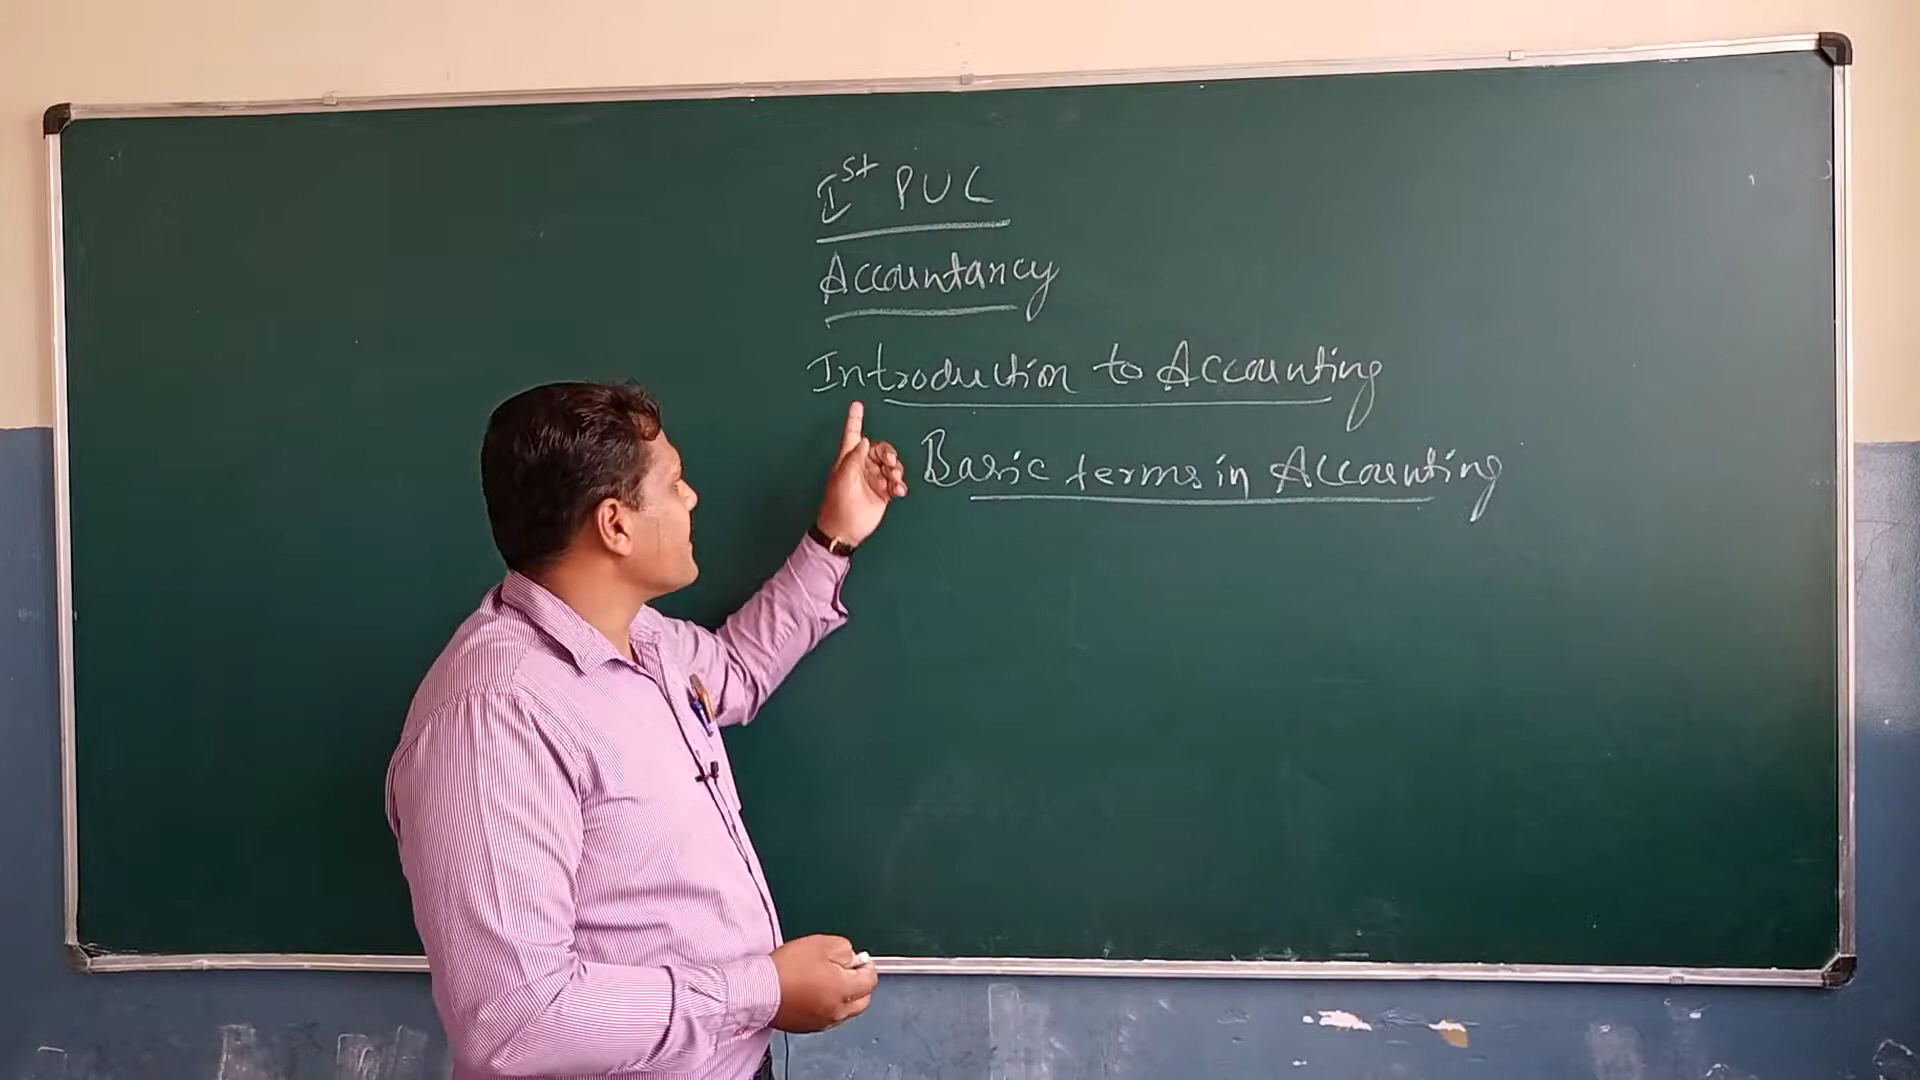 Ist PUC
Accountancy
Introduction to Accounting
Basic terms in Accounting